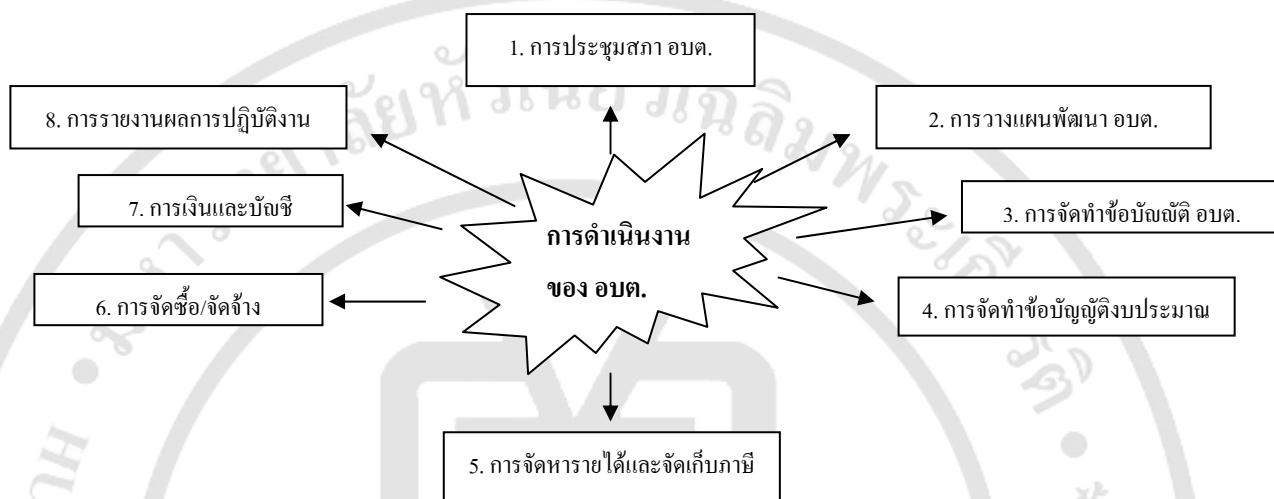 1. การประชุมสภา อบต.
8. การรายงานผลการปฏิบัติงาน
2. การวางแผนพัฒนา อบต.
7. การเงินและบัญชี
3. การจัดทำข้อบัญญัติ อบต.
การดำเนินงาน
ของ อบต.
6. การจัดซื้อ/จัดจ้าง
4. การจัดทำข้อบัญญัติงบประมาณ
5. การจัดหารายได้และจัดเก็บภาษี